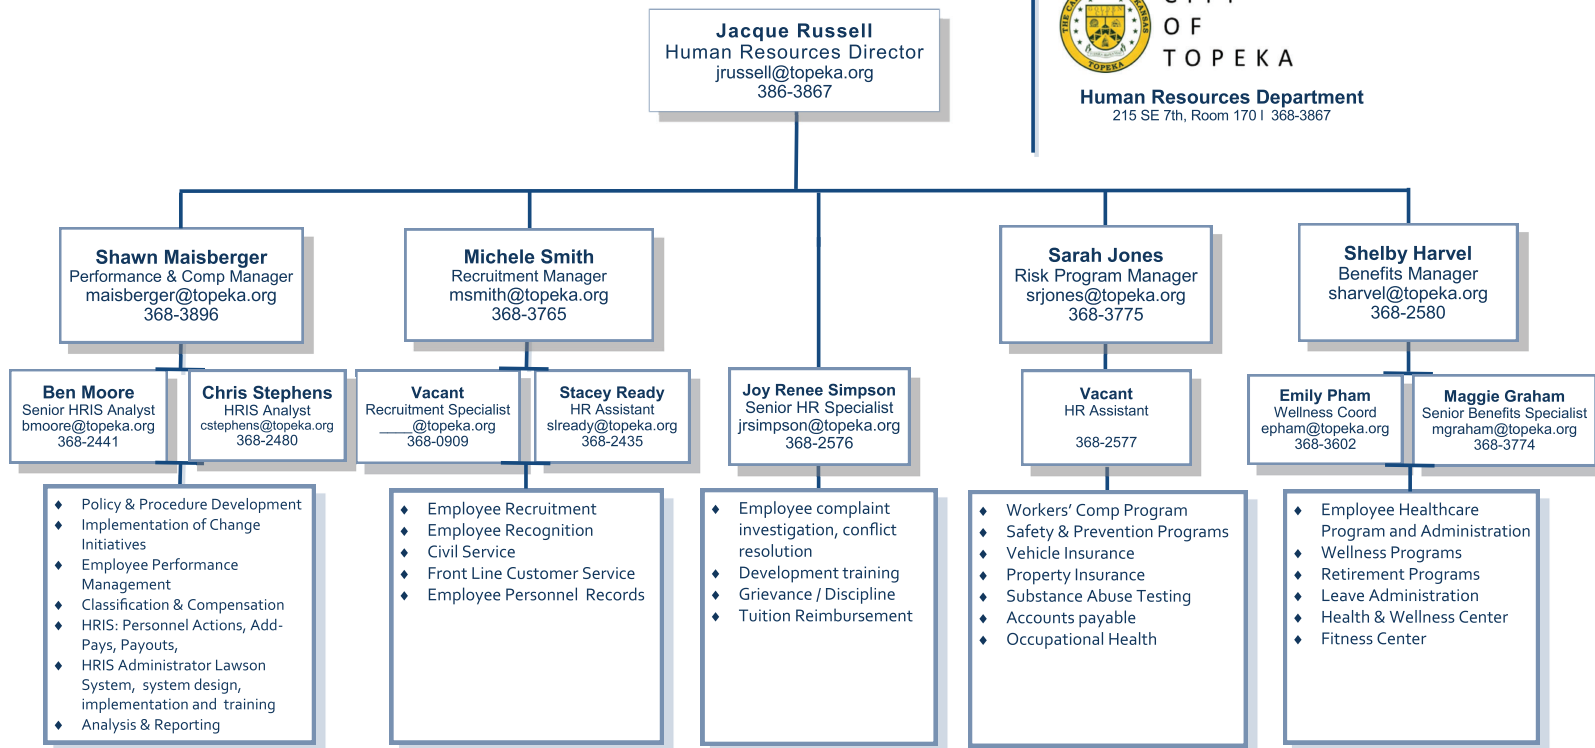 Jacque Russell
Human Resources Director
jrussell@topeka.org
386-3867
OF
TOPEKA
TOPEKA
Human Resources Department
215 SE 7th, Room 170 l 368-3867
Shawn Maisberger
Performance & Comp Manager
maisberger@topeka.org
368-3896
Michele Smith
Recruitment Manager
msmith@topeka.org
368-3765
Sarah Jones
Risk Program Manager
srjones@topeka.org
368-3775
Shelby Harvel
Benefits Manager
sharvel@topeka.org
368-2580
Ben Moore
Senior HRIS Analyst
bmoore@topeka.org
368-2441
Chris Stephens
HRIS Analyst
cstephens@topeka.org
368-2480
Vacant
Recruitment Specialist
____@topeka.org
368-0909
Stacey Ready
HR Assistant
slready@topeka.org
368-2435
Joy Renee Simpson
Senior HR Specialist
jrsimpson@topeka.org
368-2576
Vacant
HR Assistant
368-2577
Emily Pham
Wellness Coord
epham@topeka.org
368-3602
Maggie Graham
Senior Benefits Specialist
mgraham@topeka.org
368-3774
♦ Policy & Procedure Development
♦ Implementation of Change
Initiatives
♦ Employee Performance
Management
♦ Classification & Compensation
♦ HRIS: Personnel Actions, Add-
Pays, Payouts,
♦ HRIS Administrator Lawson
System, system design,
implementation and training
♦ Analysis & Reporting
♦ Employee Recruitment
♦ Employee Recognition
♦ Civil Service
♦ Front Line Customer Service
♦ Employee Personnel Records
♦ Employee complaint
investigation, conflict
resolution
♦ Development training
♦ Grievance / Discipline
♦ Tuition Reimbursement
♦ Workers' Comp Program
♦ Safety & Prevention Programs
♦ Vehicle Insurance
♦ Property Insurance
♦ Substance Abuse Testing
♦ Accounts payable
♦ Occupational Health
♦ Employee Healthcare
Program and Administration
♦ Wellness Programs
♦ Retirement Programs
♦ Leave Administration
♦ Health & Wellness Center
♦ Fitness Center